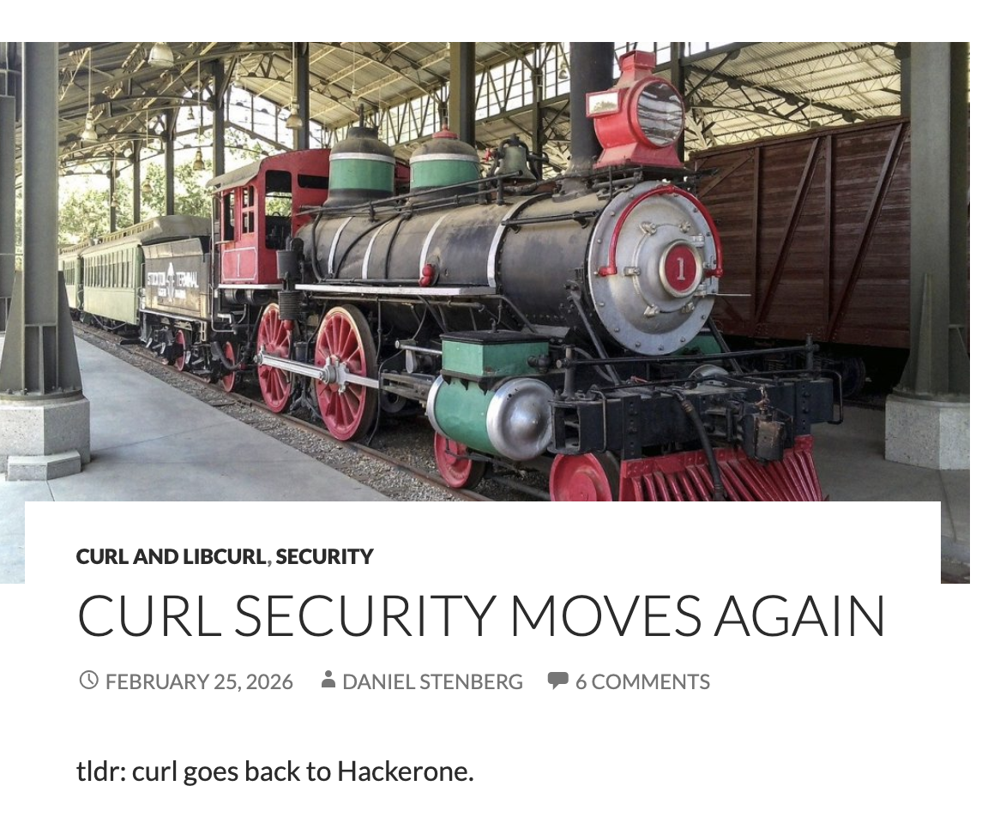 1
TERMINAL
CURL AND LIBCURL, SECURITY
CURL SECURITY MOVES AGAIN
FEBRUARY 25, 2026 DANIEL STENBERG 6 COMMENTS
tldr: curl goes back to Hackerone.